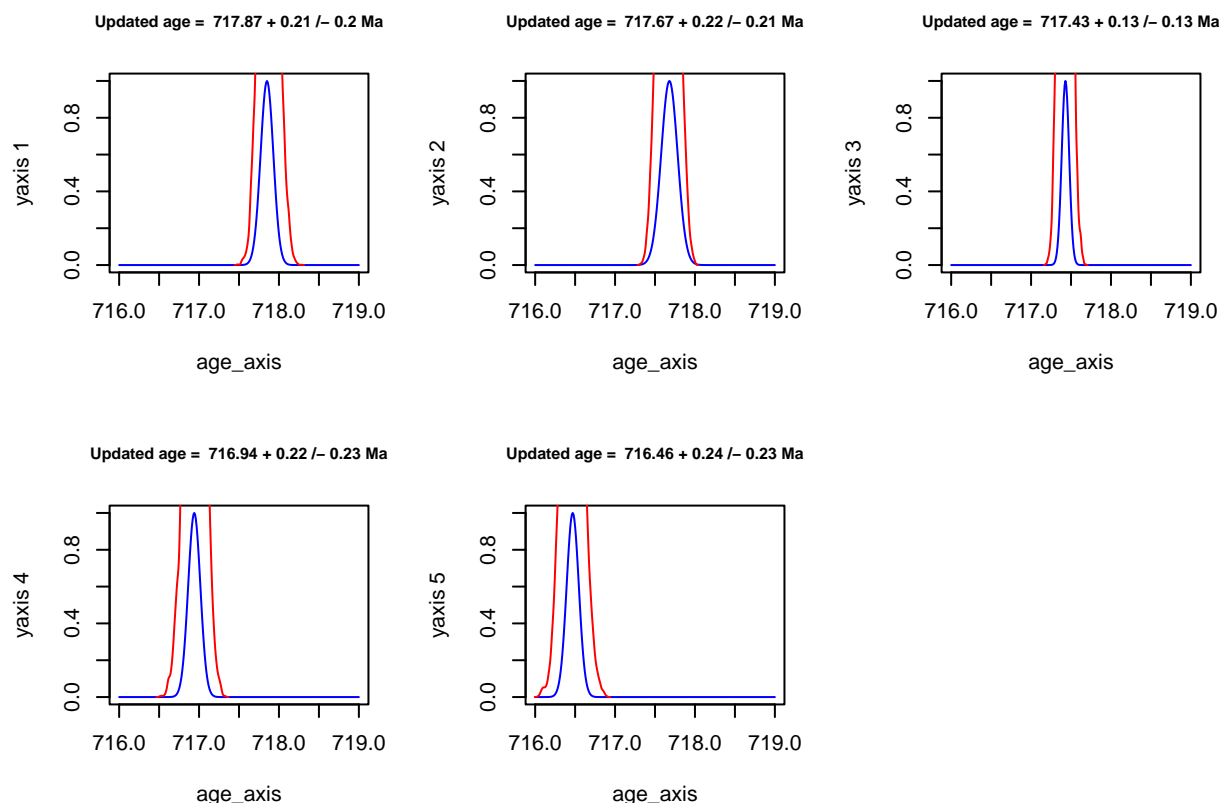 Updated age = 717.87 + 0.21 /− 0.2 Ma
yaxis 1
0.0 0.4 0.8
716.0 717.0 718.0 719.0
age_axis
Updated age = 717.67 + 0.22 /− 0.21 Ma
yaxis 2
0.0 0.4 0.8
716.0 717.0 718.0 719.0
age_axis
Updated age = 717.43 + 0.13 /− 0.13 Ma
yaxis 3
0.0 0.4 0.8
716.0 717.0 718.0 719.0
age_axis
Updated age = 716.94 + 0.22 /− 0.23 Ma
yaxis 4
0.0 0.4 0.8
716.0 717.0 718.0 719.0
age_axis
Updated age = 716.46 + 0.24 /− 0.23 Ma
yaxis 5
0.0 0.4 0.8
716.0 717.0 718.0 719.0
age_axis